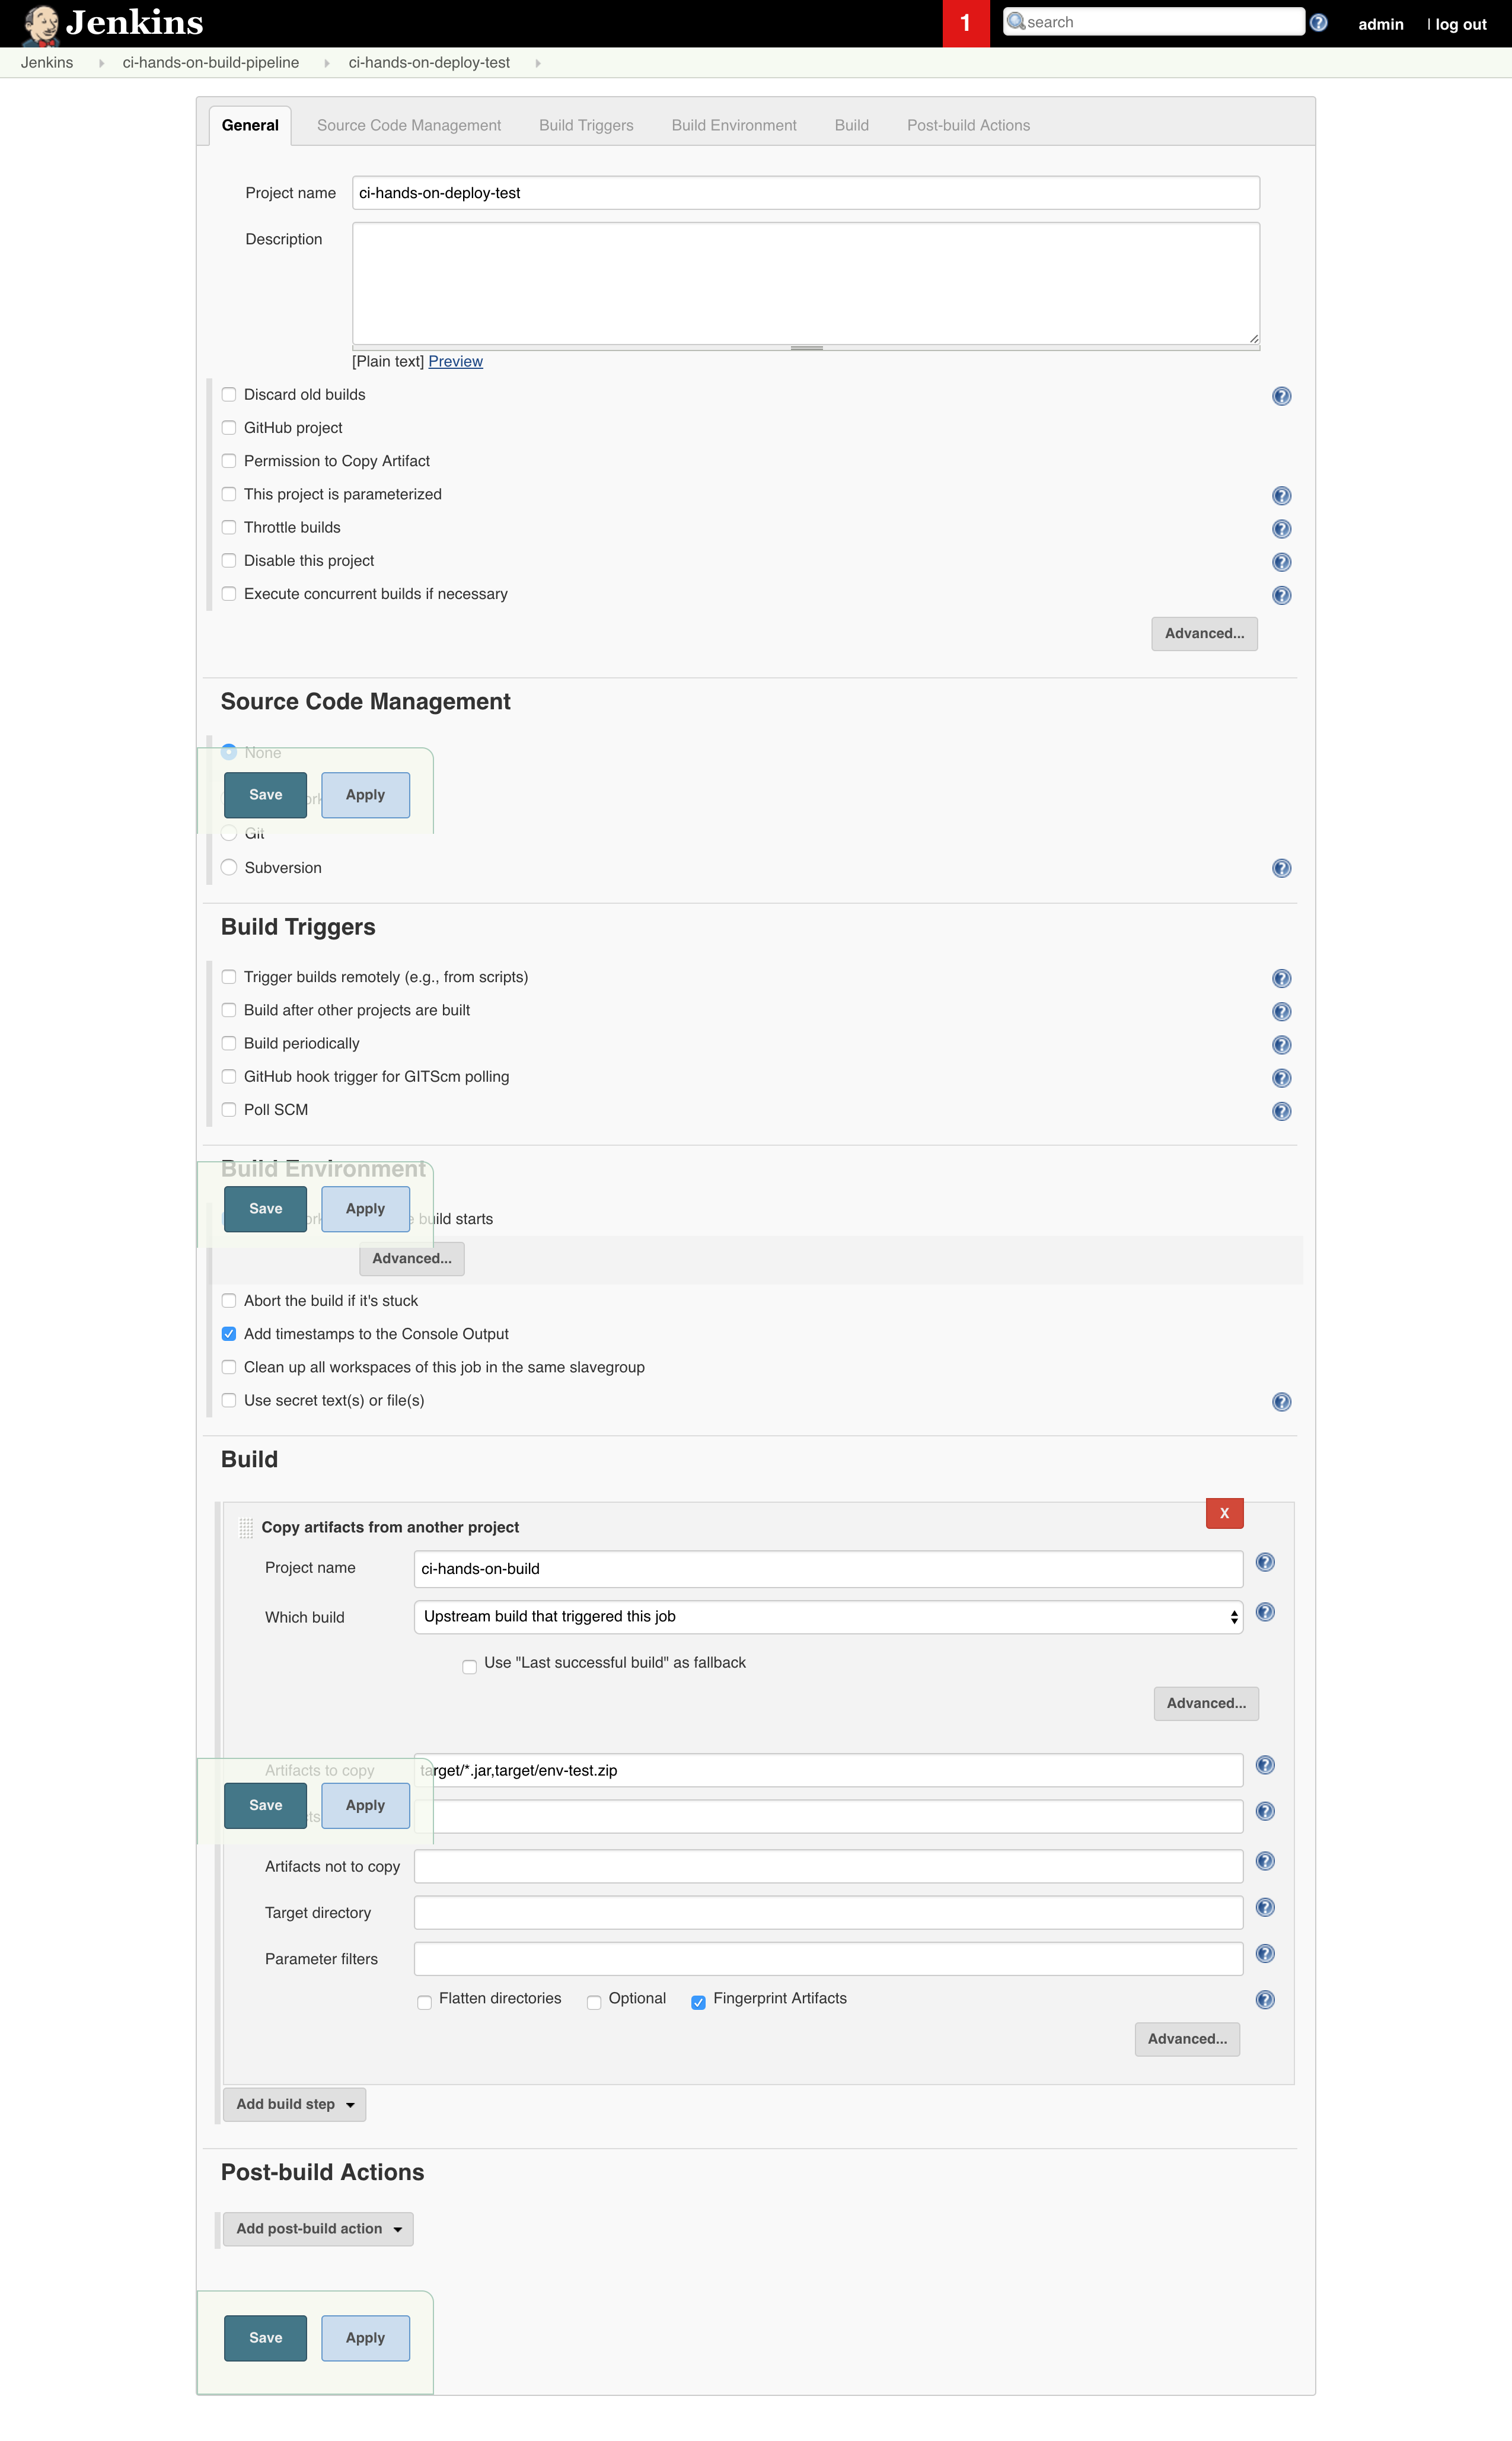 Jenkins
1
search
admin
| log out
Jenkins ci-hands-on-build-pipeline ci-hands-on-deploy-test
General Source Code Management Build Triggers Build Environment Build Post-build Actions
Project name ci-hands-on-deploy-test
Description
[Plain text] Preview
Discard old builds
GitHub project
Permission to Copy Artifact
This project is parameterized
Throttle builds
Disable this project
Execute concurrent builds if necessary
Advanced...
Source Code Management
None
Save Apply
Git
Subversion
Build Triggers
Trigger builds remotely (e.g., from scripts)
Build after other projects are built
Build periodically
GitHub hook trigger for GITScm polling
Poll SCM
Build Environment
Save Apply
build starts
Advanced...
Abort the build if it's stuck
Add timestamps to the Console Output
Clean up all workspaces of this job in the same slavegroup
Use secret text(s) or file(s)
Build
X
Copy artifacts from another project
Project name ci-hands-on-build
Which build Upstream build that triggered this job
Use "Last successful build" as fallback
Advanced...
Artifacts to copy target/*.jar,target/env-test.zip
Save Apply
Artifacts not to copy
Target directory
Parameter filters
Flatten directories Optional Fingerprint Artifacts
Advanced...
Add build step
Post-build Actions
Add post-build action
Save Apply